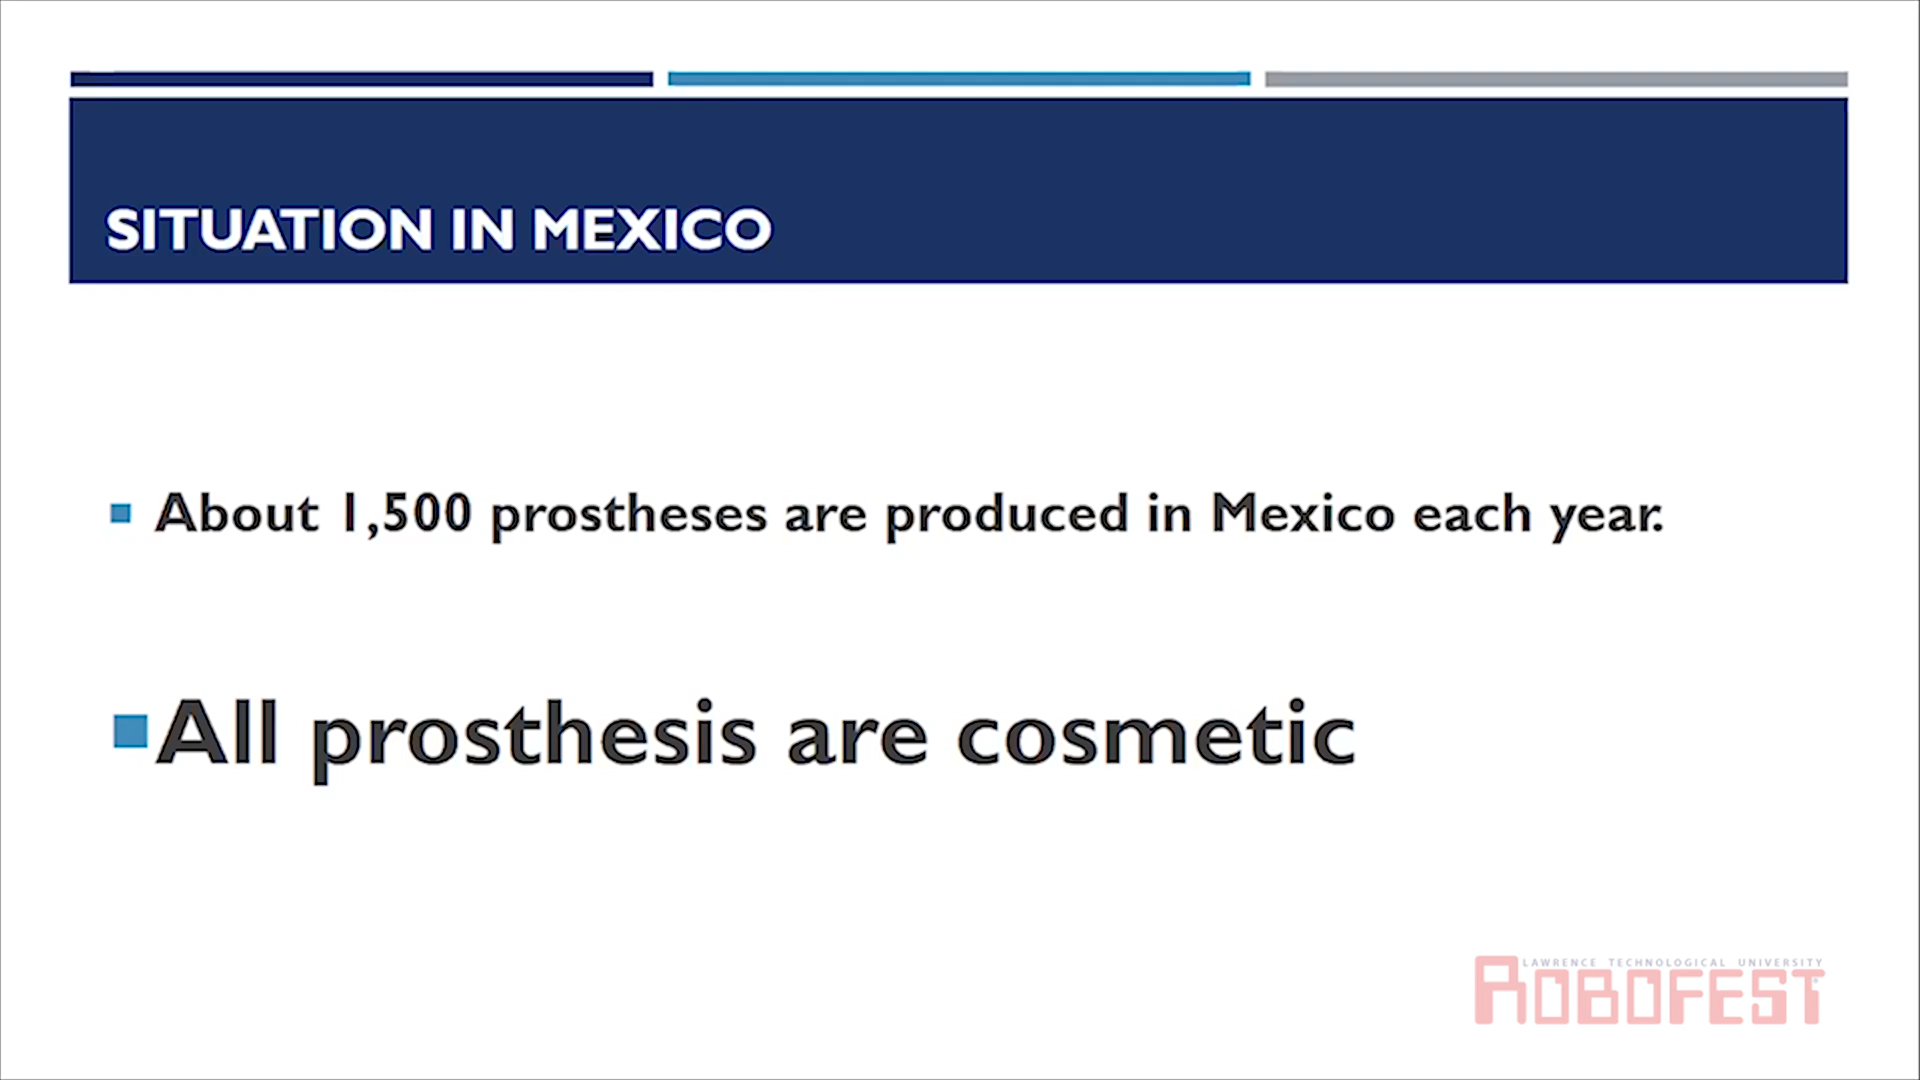 SITUATION IN MEXICO
About 1,500 prostheses are produced in Mexico each year.
All prosthesis are cosmetic
LAWRENCE TECHNOLOGICAL UNIVERSITY
ROBOFEST